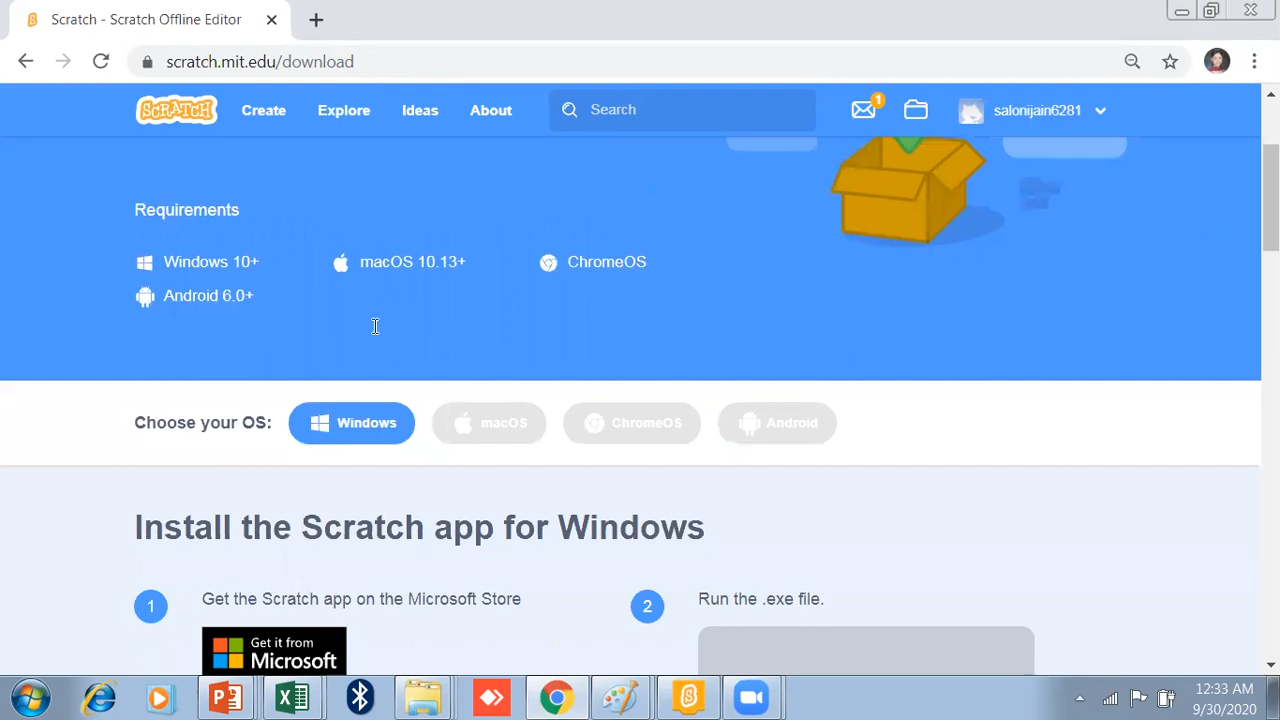 Scratch - Scratch Offline Editor
scratch.mit.edu/download
SCRATCH
Create
Explore
Ideas
About
Search
1
salonijain6281
Requirements
Windows 10+
macOS 10.13+
ChromeOS
Android 6.0+
Choose your OS:
Windows
macOS
ChromeOS
Android
Install the Scratch app for Windows
1
Get the Scratch app on the Microsoft Store
Get it from
Microsoft
2
Run the .exe file.
12:33 AM
9/30/2020